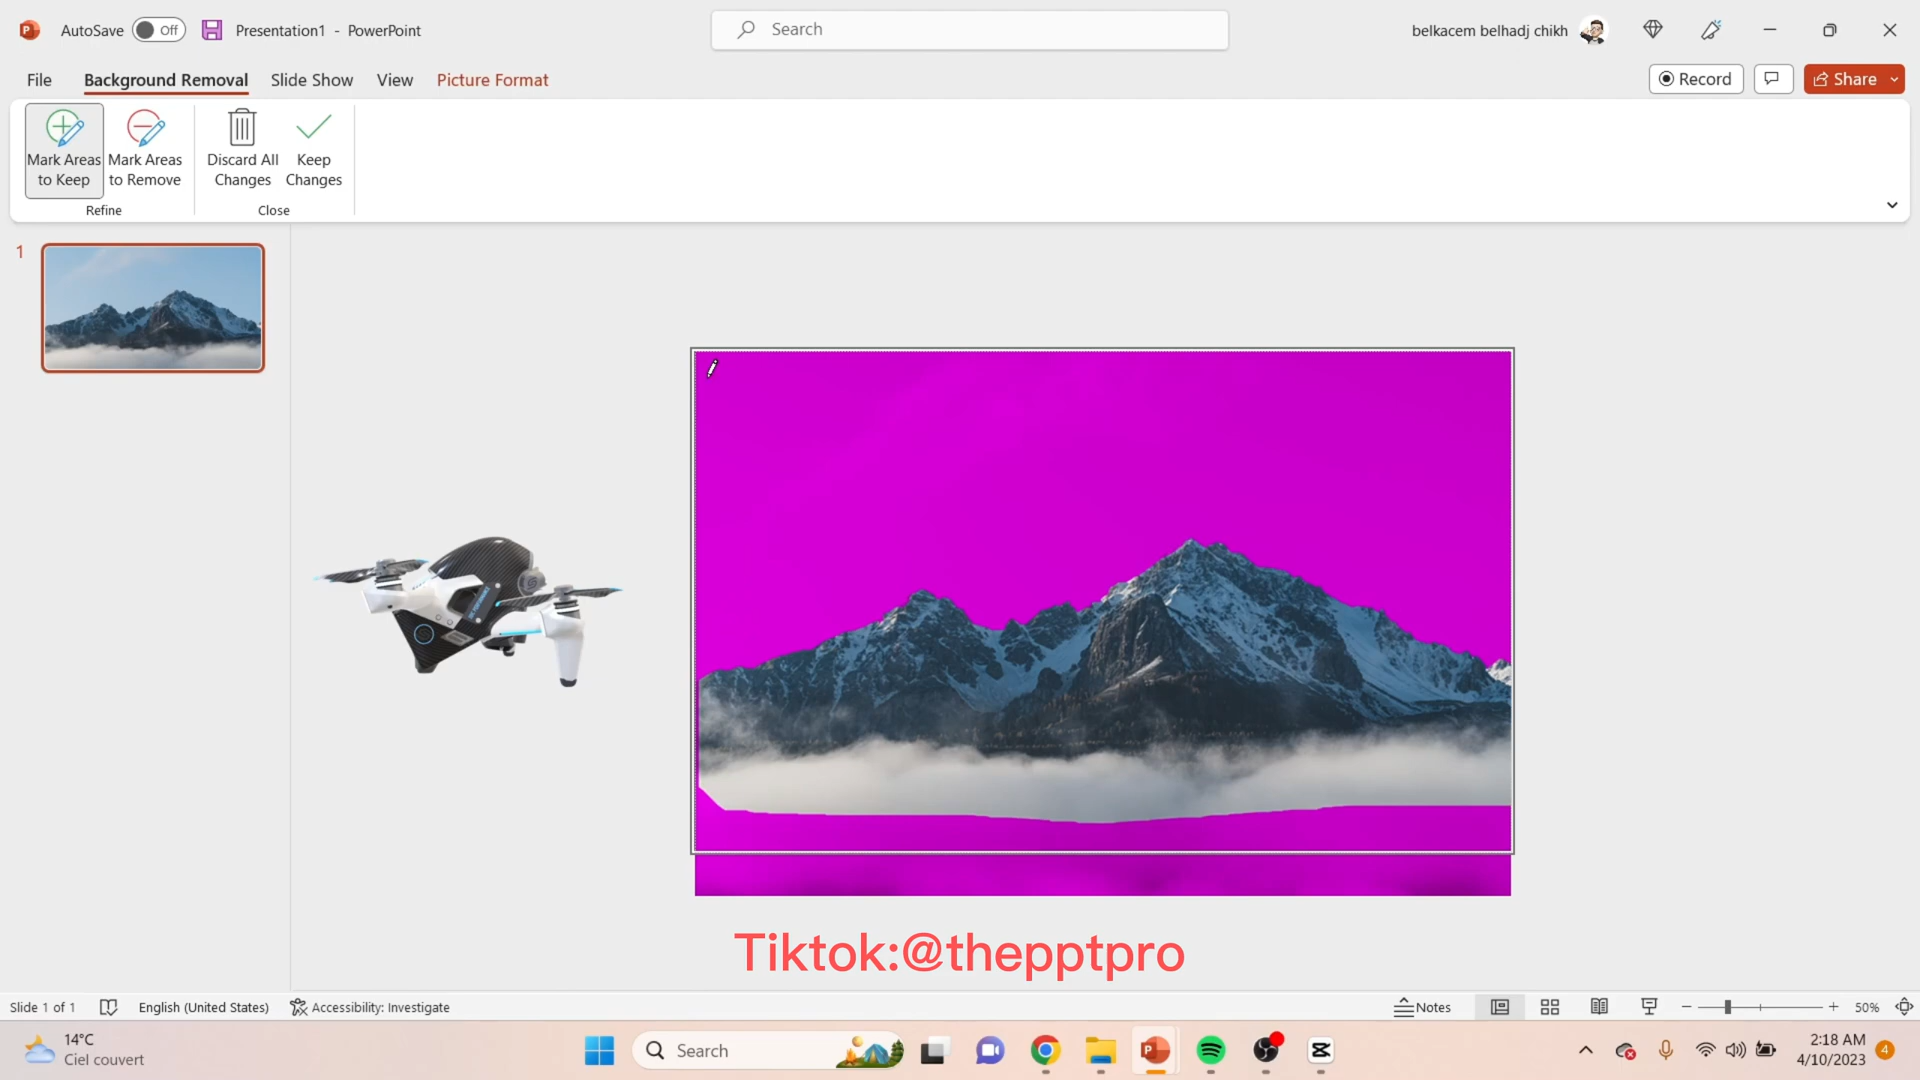 AutoSave Off Presentation1 - PowerPoint Search belkacem belhadj chikh
File Background Removal Slide Show View Picture Format Record Share
Mark Areas to Keep
Mark Areas to Remove
Discard All Changes
Keep Changes
Refine Close
1
Tiktok:@thepptpro
Slide 1 of 1 English (United States) Accessibility: Investigate Notes 50%
14°C
Ciel couvert
Search
2:18 AM
4/10/2023
4